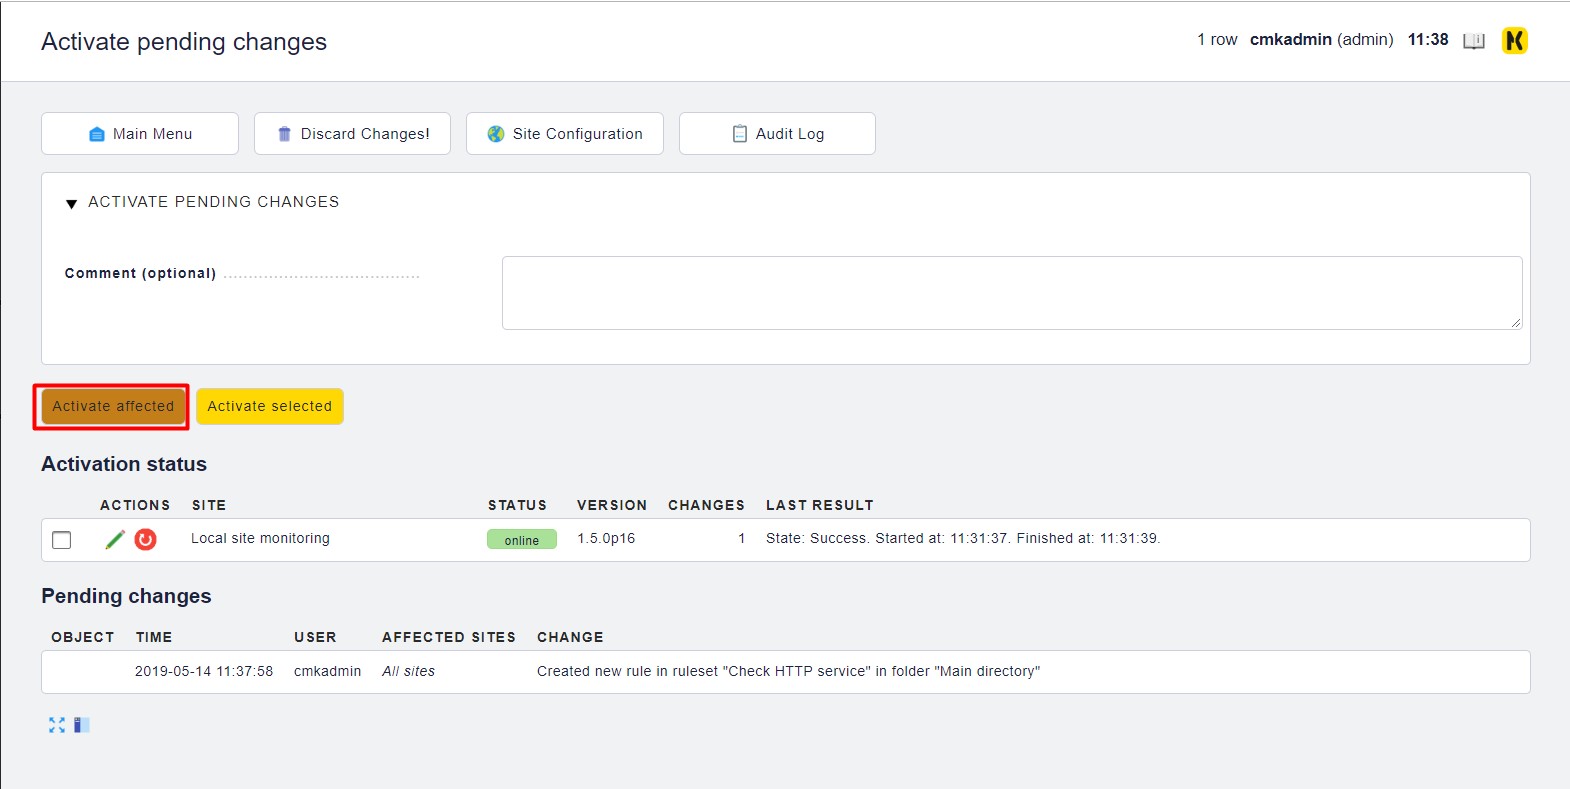 Activate pending changes
1 row cmkadmin (admin) 11:38
Main Menu
Discard Changes!
Site Configuration
Audit Log
ACTIVATE PENDING CHANGES
Comment (optional)
Activate affected
Activate selected
Activation status
ACTIONS SITE STATUS VERSION CHANGES LAST RESULT
Local site monitoring online 1.5.0p16 1 State: Success. Started at: 11:31:37. Finished at: 11:31:39.
Pending changes
OBJECT TIME USER AFFECTED SITES CHANGE
2019-05-14 11:37:58 cmkadmin All sites Created new rule in ruleset "Check HTTP service" in folder "Main directory"